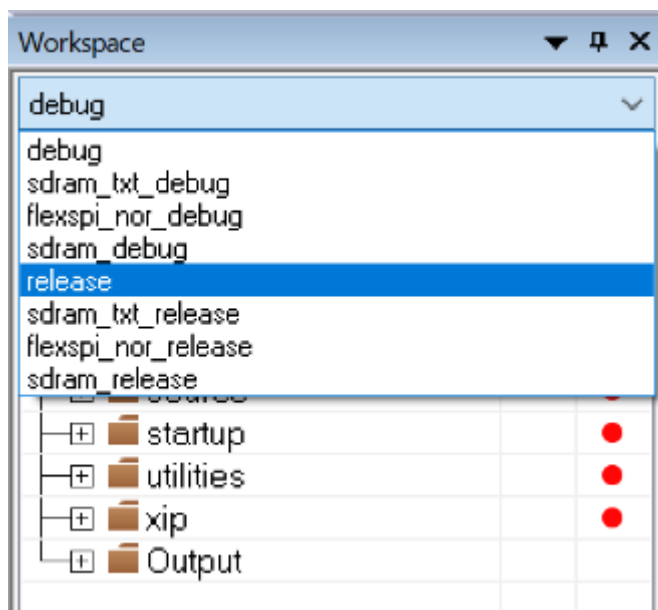 Workspace
debug
debug
sdram_txt_debug
flexspi_nor_debug
sdram_debug
release
sdram_txt_release
flexspi_nor_release
sdram_release
startup
utilities
xip
Output